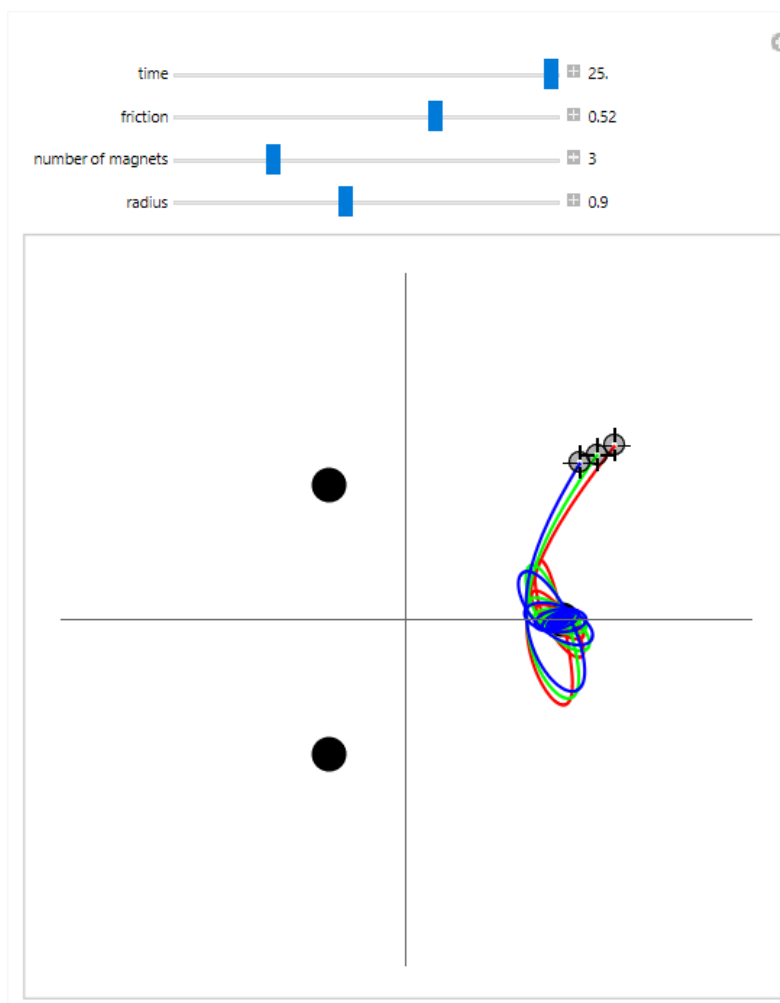 time 25.
friction 0.52
number of magnets 3
radius 0.9